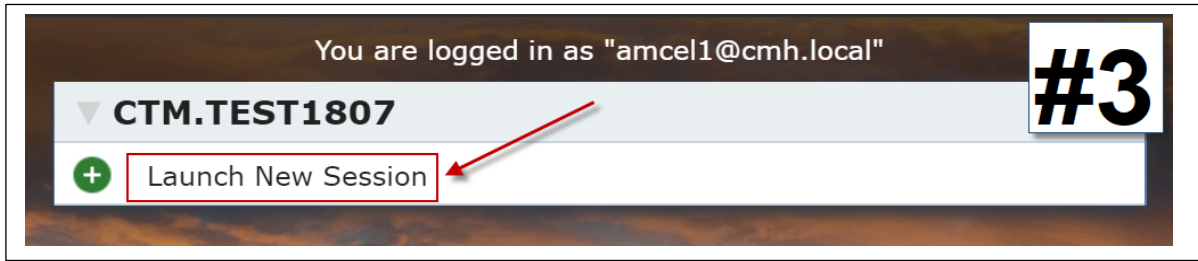 You are logged in as "amcel1@cmh.local"
#3
CTM.TEST1807
Launch New Session